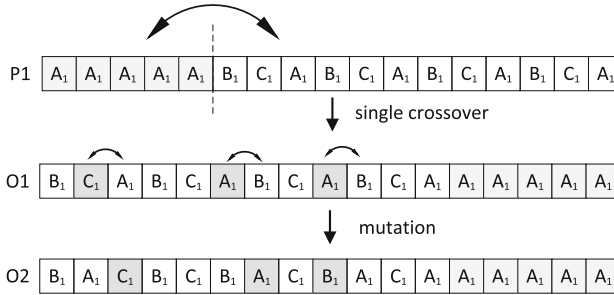 P1 A₁ A₁ A₁ A₁ A₁ B₁ C₁ A₁ B₁ C₁ A₁ B₁ C₁ A₁ B₁ C₁ A₁
single crossover
O1 B₁ C₁ A₁ B₁ C₁ A₁ B₁ C₁ A₁ B₁ C₁ A₁ A₁ A₁ A₁ A₁ A₁
mutation
O2 B₁ A₁ C₁ B₁ C₁ B₁ A₁ C₁ B₁ A₁ C₁ A₁ A₁ A₁ A₁ A₁ A₁